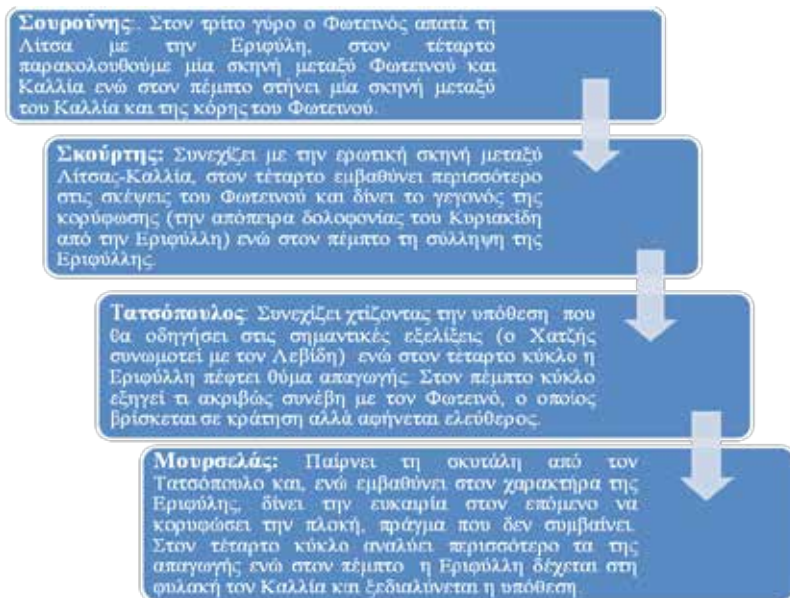 Σουρούνης:. Στον τρίτο γύρο ο Φωτεινός απατά τη
Λίτσα με την Εριφύλη, στον τέταρτο
παρακολουθούμε μία σκηνή μεταξύ Φωτεινού και
Καλλία ενώ στον πέμπτο στήνει μία σκηνή μεταξύ
του Καλλία και της κόρης του Φωτεινού.
Σκούρτης: Συνεχίζει με την ερωτική σκηνή μεταξύ
Λίτσας-Καλλία, στον τέταρτο εμβαθύνει περισσότερο
στις σκέψεις του Φωτεινού και δίνει το γεγονός της
κορύφωσης (την απόπειρα δολοφονίας του Κυριακίδη
από την Εριφύλλη) ενώ στον πέμπτο τη σύλληψη της
Εριφύλλης.
Τατσόπουλος: Συνεχίζει χτίζοντας την υπόθεση που
θα οδηγήσει στις σημαντικές εξελίξεις (ο Χατζής
συνωμοτεί με τον Λεβίδη) ενώ στον τέταρτο κύκλο η
Εριφύλλη πέφτει θύμα απαγωγής. Στον πέμπτο κύκλο
εξηγεί τι ακριβώς συνέβη με τον Φωτεινό, ο οποίος
βρίσκεται σε κράτηση αλλά αφήνεται ελεύθερος.
Μουρσελάς: Παίρνει τη σκυτάλη από τον
Τατσόπουλο και, ενώ εμβαθύνει στον χαρακτήρα της
Εριφύλης, δίνει την ευκαιρία στον επόμενο να
κορυφώσει την πλοκή, πράγμα που δεν συμβαίνει.
Στον τέταρτο κύκλο αναλύει περισσότερο τα της
απαγωγής ενώ στον πέμπτο η Εριφύλλη δέχεται στη
φυλακή τον Καλλία και ξεδιαλύνεται η υπόθεση.